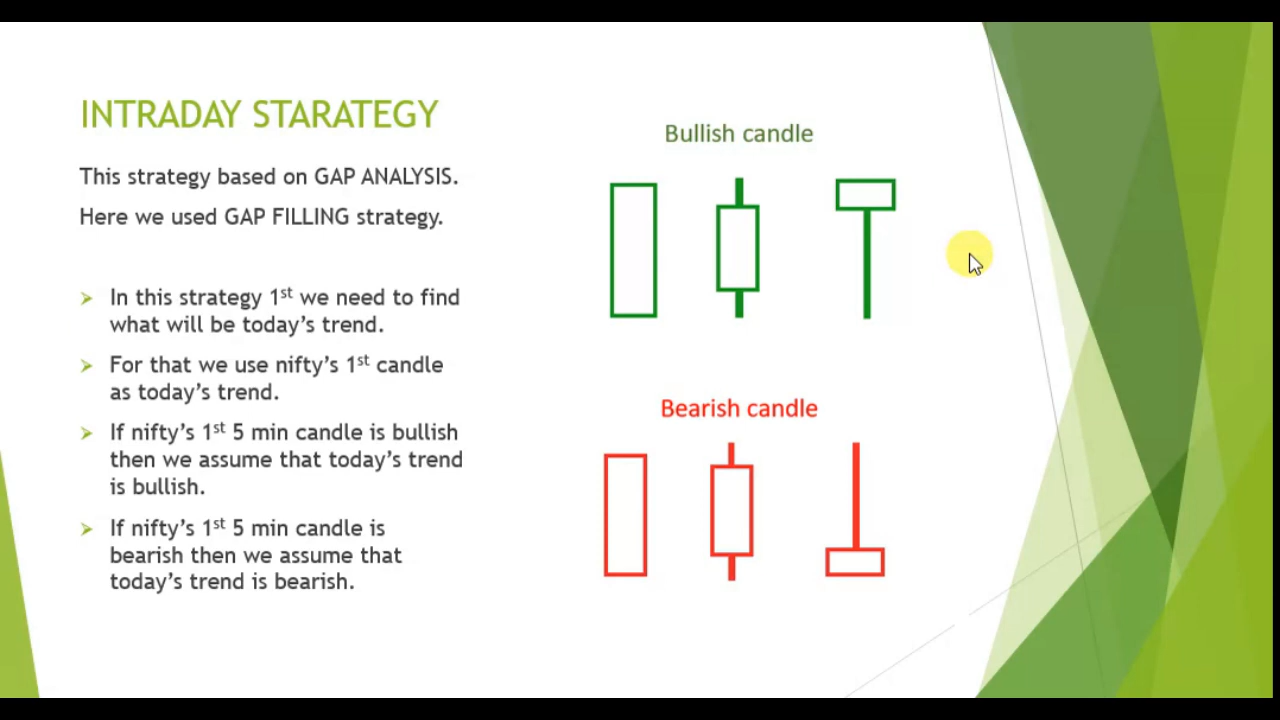 INTRADAY STARATEGY
This strategy based on GAP ANALYSIS.
Here we used GAP FILLING strategy.
In this strategy 1st we need to find
what will be today's trend.
For that we use nifty's 1st candle
as today's trend.
If nifty's 1st 5 min candle is bullish
then we assume that today's trend
is bullish.
If nifty's 1st 5 min candle is
bearish then we assume that
today's trend is bearish.
Bullish candle
Bearish candle